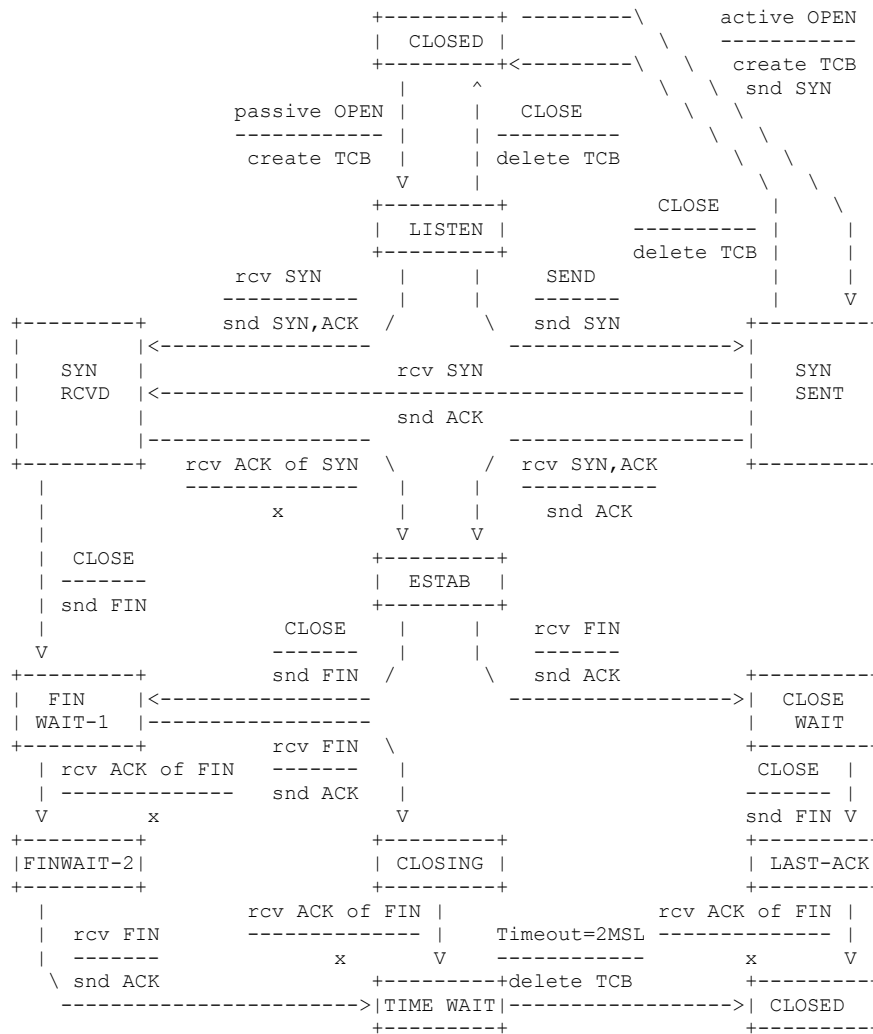 active OPEN
CLOSED
create TCB
snd SYN
passive OPEN CLOSE
create TCB delete TCB
LISTEN CLOSE
delete TCB
rcv SYN SEND
snd SYN,ACK snd SYN
SYN rcv SYN SYN
RCVD SENT
snd ACK
rcv ACK of SYN rcv SYN,ACK
x snd ACK
CLOSE
ESTAB
snd FIN
CLOSE rcv FIN
snd FIN snd ACK
FIN CLOSE
WAIT-1 WAIT
rcv FIN
rcv ACK of FIN CLOSE
snd ACK
x snd FIN
FINWAIT-2 CLOSING LAST-ACK
rcv ACK of FIN rcv ACK of FIN
rcv FIN Timeout=2MSL
x x
snd ACK delete TCB
TIME WAIT CLOSED